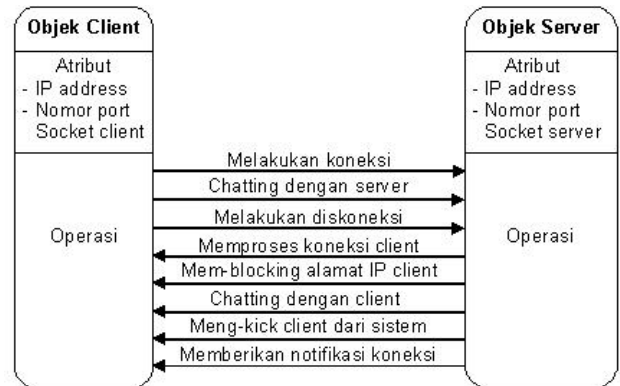 Objek Client
Atribut
- IP address
- Nomor port
Socket client
Operasi
Melakukan koneksi
Chatting dengan server
Melakukan diskoneksi
Memproses koneksi client
Mem-blocking alamat IP client
Chatting dengan client
Meng-kick client dari sistem
Memberikan notifikasi koneksi
Objek Server
Atribut
- IP address
- Nomor port
Socket server
Operasi